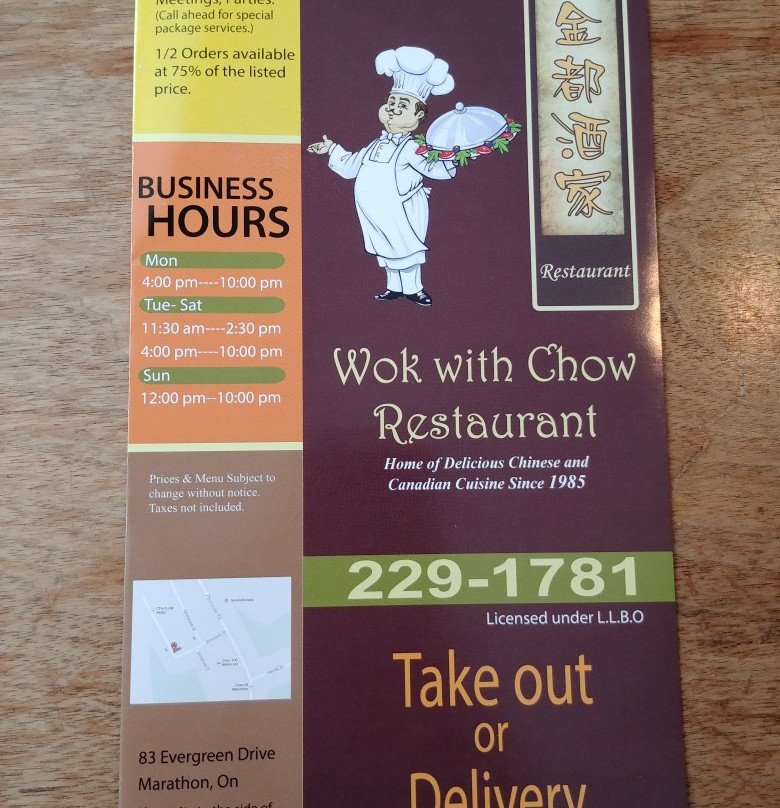 Meetings, Parties.
(Call ahead for special
package services.)
1/2 Orders available
at 75% of the listed
price.
BUSINESS
HOURS
Mon
4:00 pm----10:00 pm
Tue- Sat
11:30 am----2:30 pm
4:00 pm----10:00 pm
Sun
12:00 pm--10:00 pm
Prices & Menu Subject to
change without notice.
Taxes not included.
83 Evergreen Drive
Marathon, On
金都酒家
Restaurant
Wok with Chow
Restaurant
Home of Delicious Chinese and
Canadian Cuisine Since 1985
229-1781
Licensed under L.L.B.O
Take out
or
Delivery